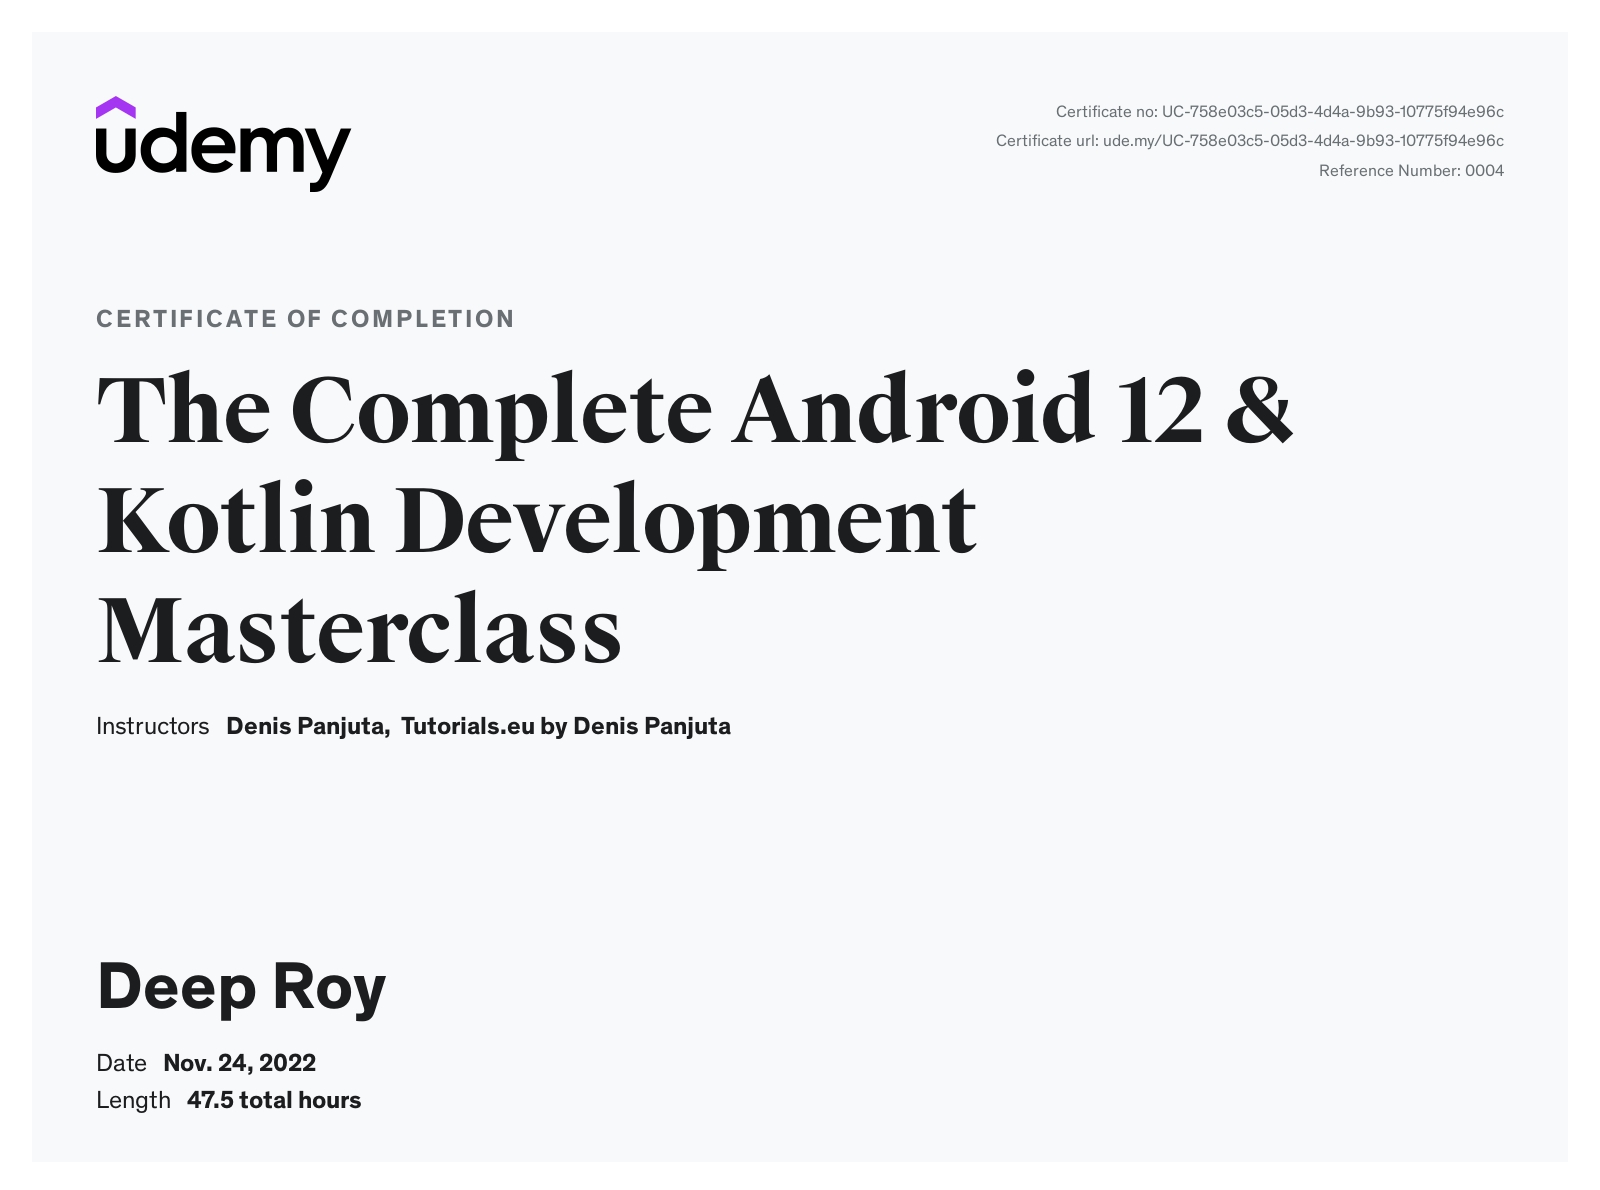 udemy
Certificate no: UC-758e03c5-05d3-4d4a-9b93-10775f94e96c
Certificate url: ude.my/UC-758e03c5-05d3-4d4a-9b93-10775f94e96c
Reference Number: 0004
CERTIFICATE OF COMPLETION
The Complete Android 12 &
Kotlin Development
Masterclass
Instructors Denis Panjuta, Tutorials.eu by Denis Panjuta
Deep Roy
Date Nov. 24, 2022
Length 47.5 total hours